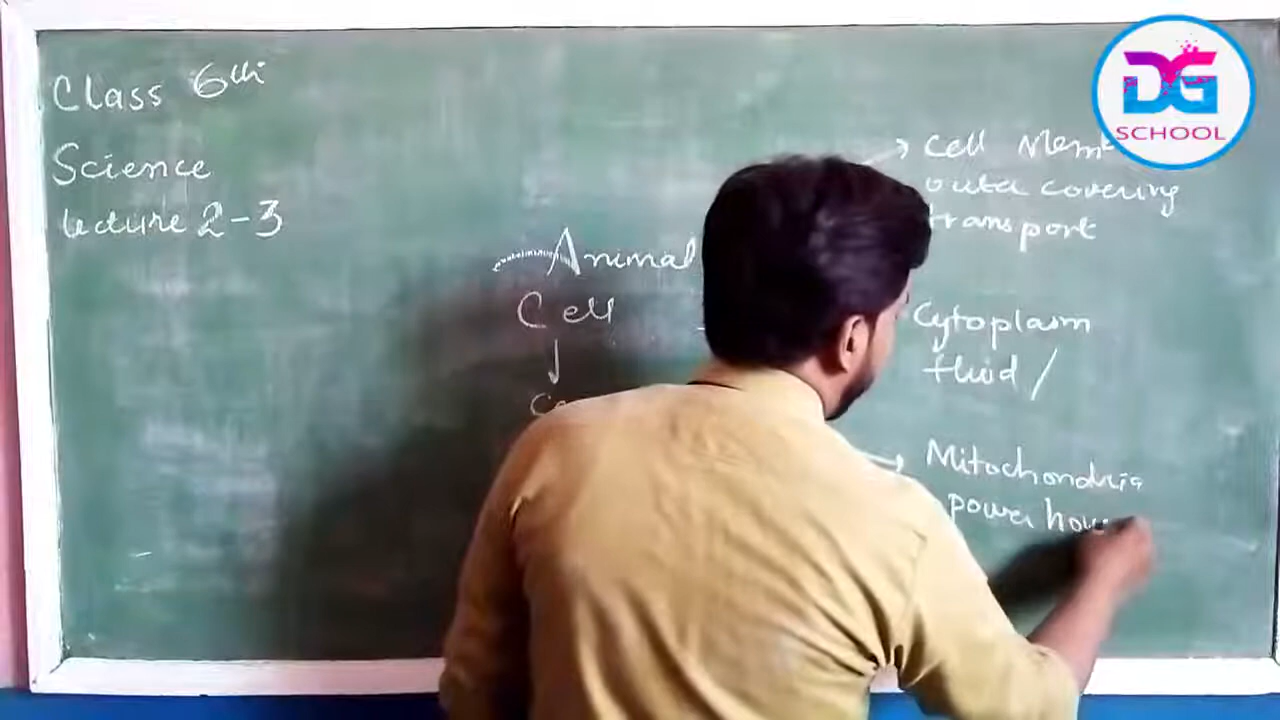 Class 6th
Science
Lecture 2-3
Animal
Cell
Cell
outer covering
transport
Cytoplasm
fluid /
Mitochondria
power hou
DG
SCHOOL